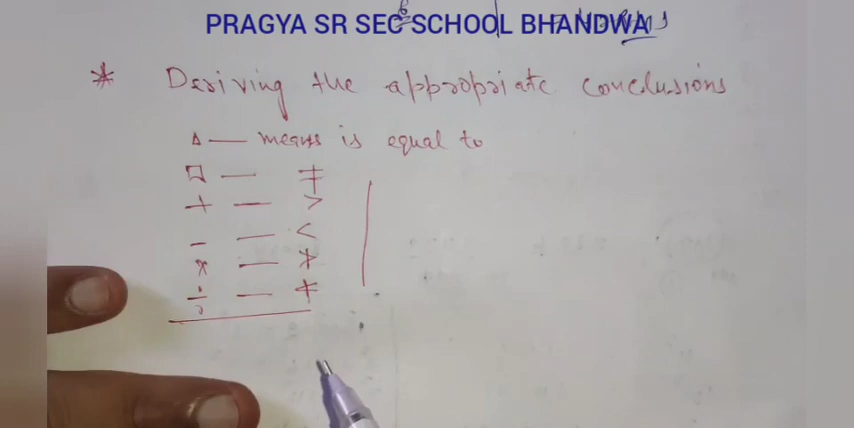 PRAGYA SR SEC SCHOOL BHANDWA
* Deriving the appropriate conclusions
△ — means is equal to
□ — ≠
+ — >
- — <
× — ≯
÷ — ≮